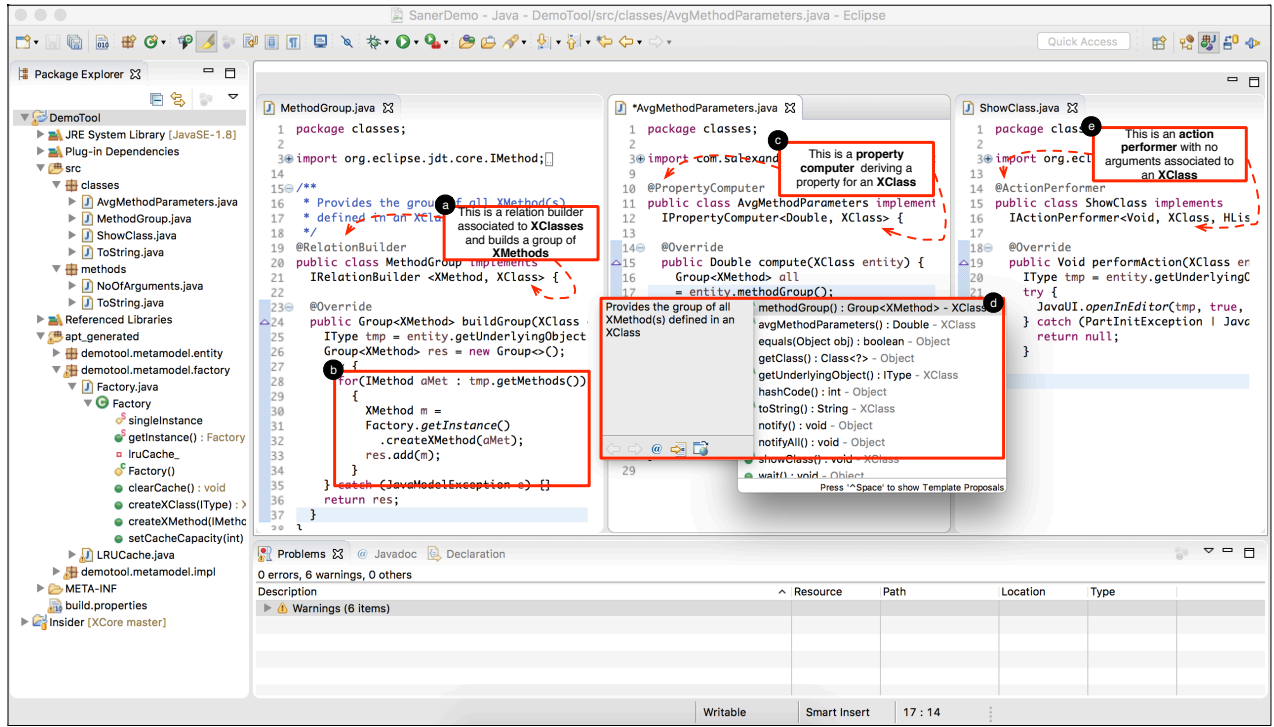 SanerDemo - Java - DemoTool/src/classes/AvgMethodParameters.java - Eclipse
Quick Access
Package Explorer
DemoTool
JRE System Library [JavaSE-1.8]
Plug-in Dependencies
src
classes
AvgMethodParameters.java
MethodGroup.java
ShowClass.java
ToString.java
methods
NoOfArguments.java
ToString.java
Referenced Libraries
apt_generated
demotool.metamodel.entity
demotool.metamodel.factory
Factory.java
Factory
singleInstance
getInstance() : Factory
lruCache_
Factory()
clearCache() : void
createXClass(IType) : X
createXMethod(IMetho
setCacheCapacity(int)
LRUCache.java
demotool.metamodel.impl
META-INF
build.properties
Insider [XCore master]
MethodGroup.java
1 package classes;
2
3 import org.eclipse.jdt.core.IMethod;
14
15 /**
16 * Provides the group of all XMethod(s)
17 * defined in an XCla
18 */
19 @RelationBuilder
20 public class MethodGroup implements
21 IRelationBuilder <XMethod, XClass> {
22
23 @Override
24 public Group<XMethod> buildGroup(XClass
25 IType tmp = entity.getUnderlyingObject
26 Group<XMethod> res = new Group<>();
27 try {
28 for(IMethod aMet : tmp.getMethods())
29 {
30 XMethod m =
31 Factory.getInstance()
32 .createXMethod(aMet);
33 res.add(m);
34 }
35 } catch (JavaModelException e) {}
36 return res;
37 }
38 }
a
This is a relation builder
associated to XClasses
and builds a group of
XMethods
b
*AvgMethodParameters.java
1 package classes;
2
3 import com.salexand
9
10 @PropertyComputer
11 public class AvgMethodParameters implement
12 IPropertyComputer<Double, XClass> {
13
14 @Override
15 public Double compute(XClass entity) {
16 Group<XMethod> all
17 = entity.methodGroup();
29
c
This is a property
computer deriving a
property for an XClass
d
Provides the group of all
XMethod(s) defined in an
XClass
methodGroup() : Group<XMethod> - XClass
avgMethodParameters() : Double - XClass
equals(Object obj) : boolean - Object
getClass() : Class<?> - Object
getUnderlyingObject() : IType - XClass
hashCode() : int - Object
toString() : String - XClass
notify() : void - Object
notifyAll() : void - Object
showClass() : void - XClass
wait() : void - Object
Press '^Space' to show Template Proposals
ShowClass.java
1 package clas
2
3 import org.ecl
13
14 @ActionPerformer
15 public class ShowClass implements
16 IActionPerformer<Void, XClass, HLis
17
18 @Override
19 public Void performAction(XClass en
20 IType tmp = entity.getUnderlyingO
21 try {
22 JavaUI.openInEditor(tmp, true,
23 } catch (PartInitException | Java
24 return null;
25 }
e
This is an action
performer with no
arguments associated to
an XClass
Problems @ Javadoc Declaration
0 errors, 6 warnings, 0 others
Description Resource Path Location Type
Warnings (6 items)
Writable Smart Insert 17 : 14